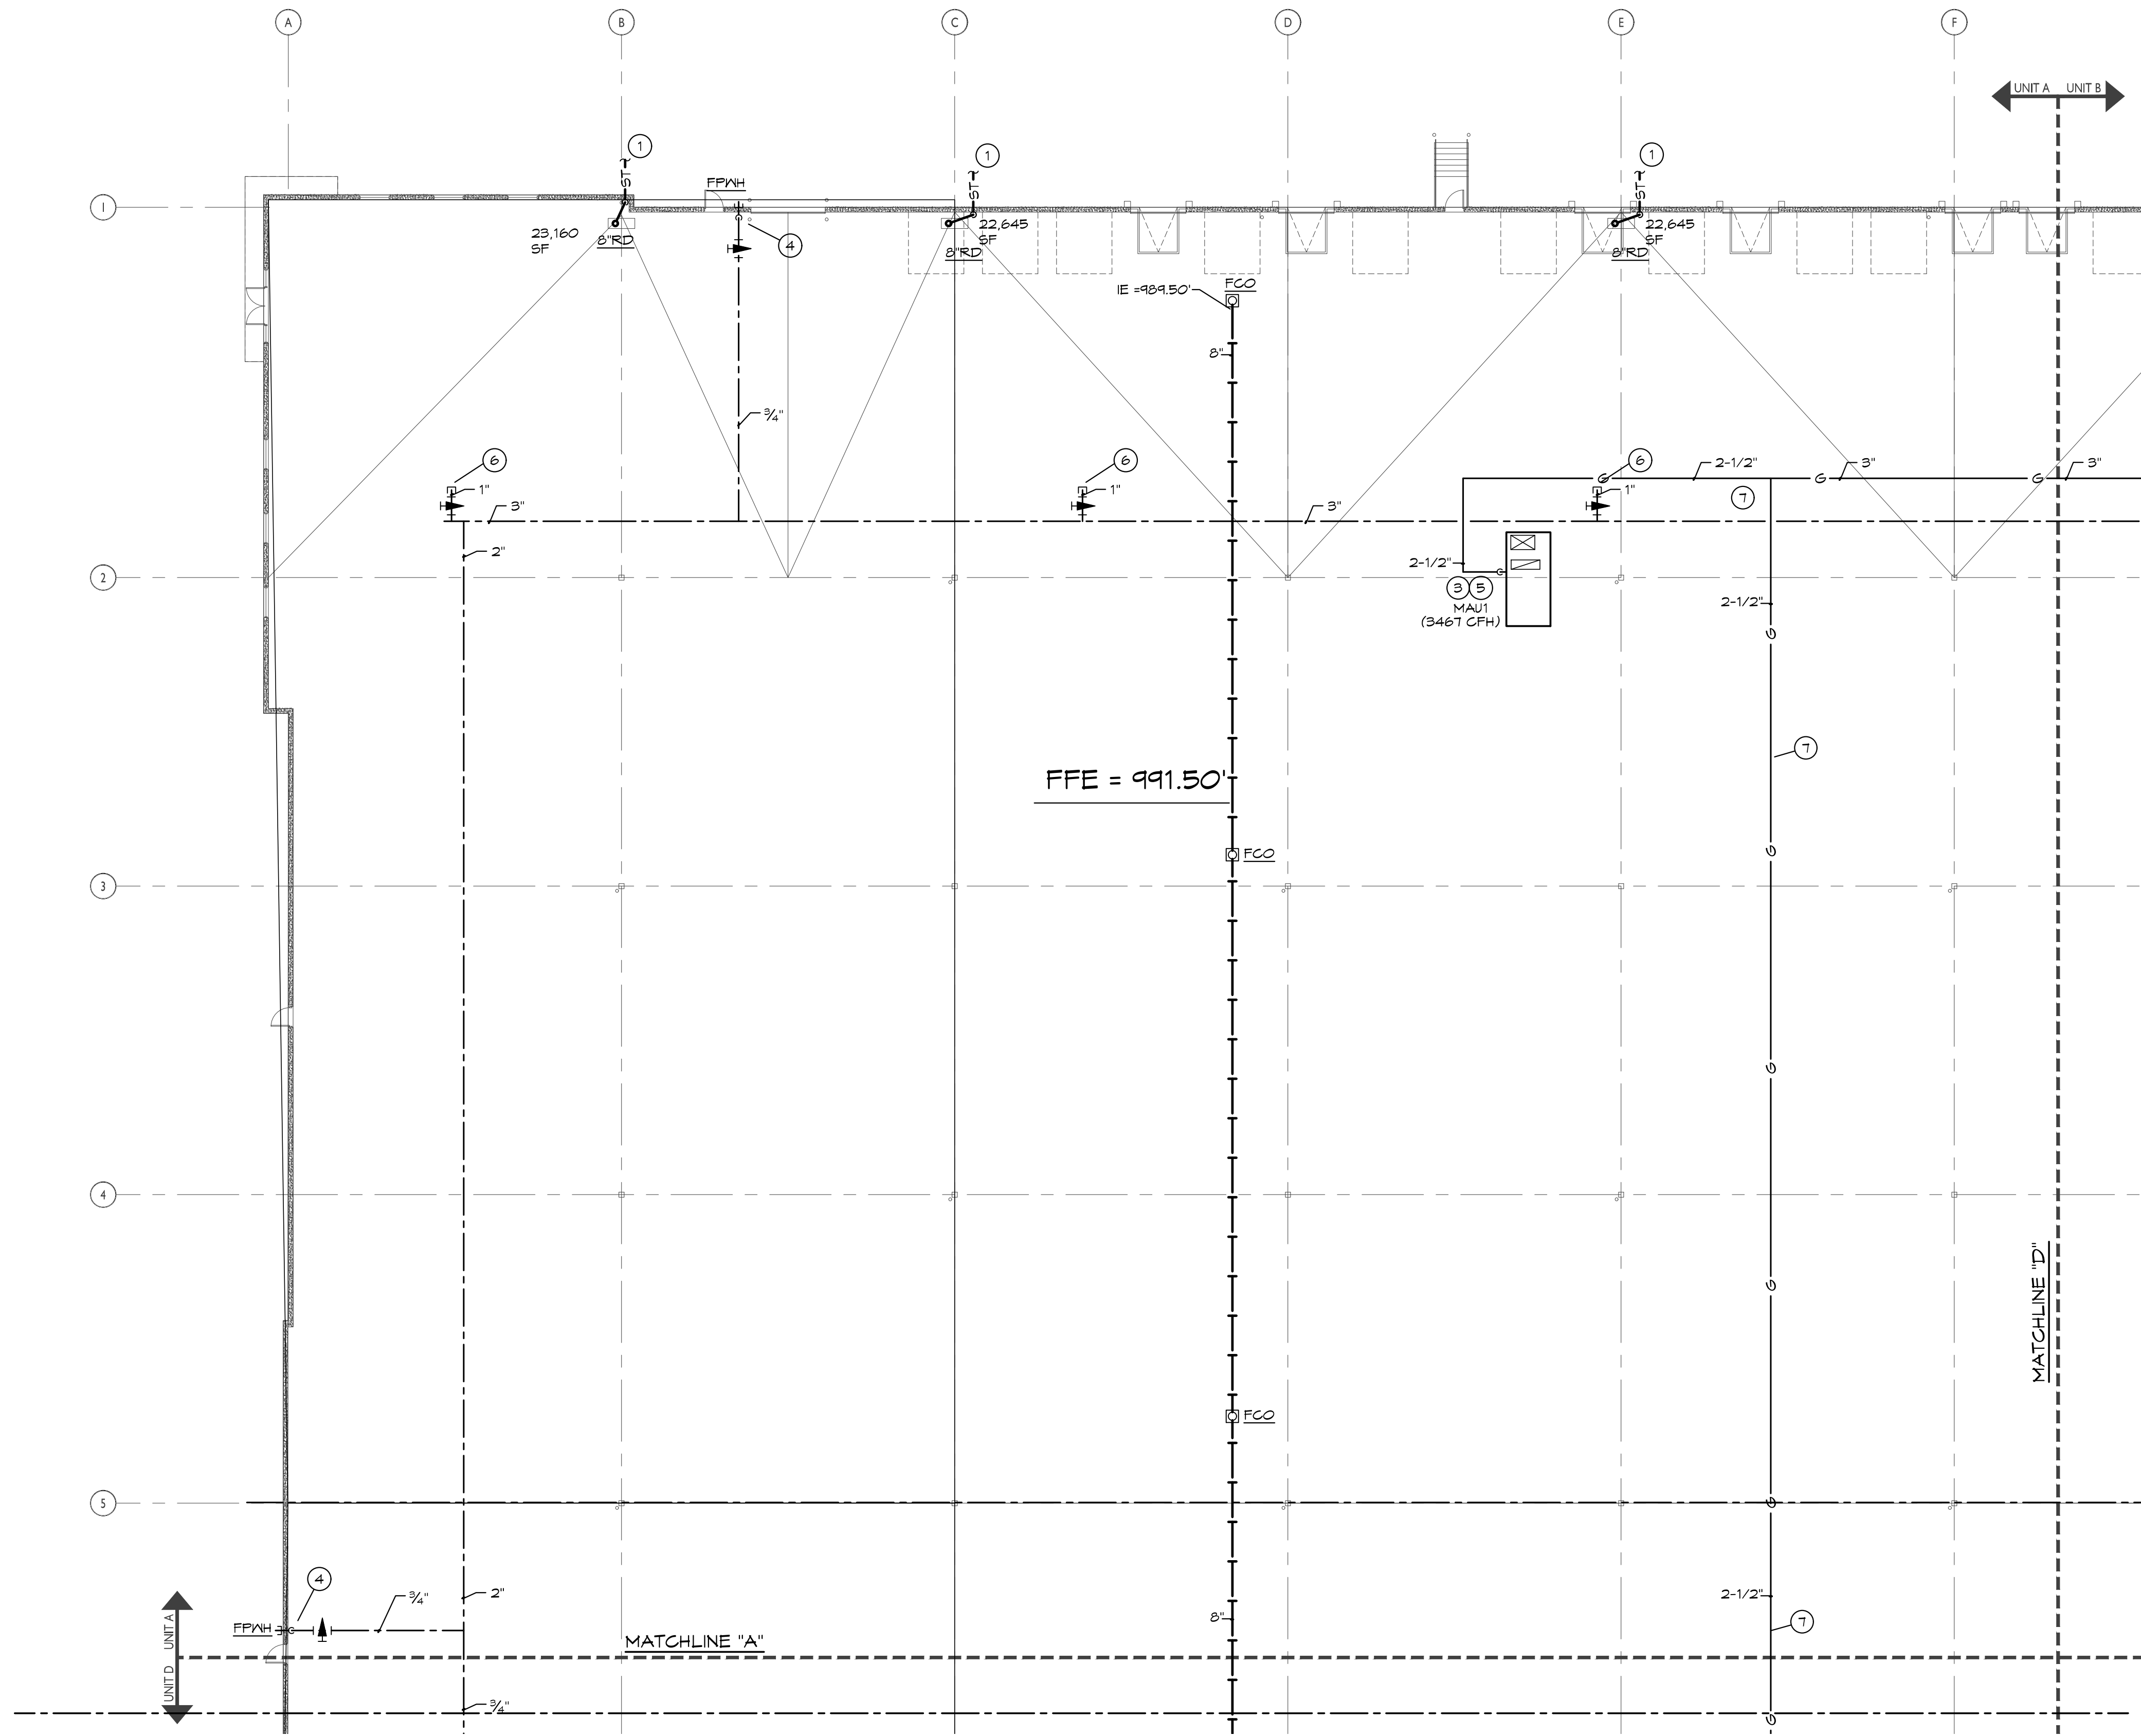 A B C D E F
UNIT A UNIT B
1
1
1
ST
ST
ST
FPWH
1
23,160
SF
8"RD
4
22,645
SF
8"RD
22,645
SF
8"RD
IE =989.50'
FCO
8"
3/4"
6
1"
3"
6
1"
3"
6
1"
G
2-1/2"
7
G
3"
G
3"
2"
2
2-1/2"
3 5
MAU1
(3467 CFH)
2-1/2"
G
7
FFE = 991.50'
G
FCO
3
G
4
MATCHLINE "D"
G
FCO
5
G
4
3/4"
2"
FPWH
8"
2-1/2"
7
UNIT D UNIT A
MATCHLINE "A"
3/4"
G